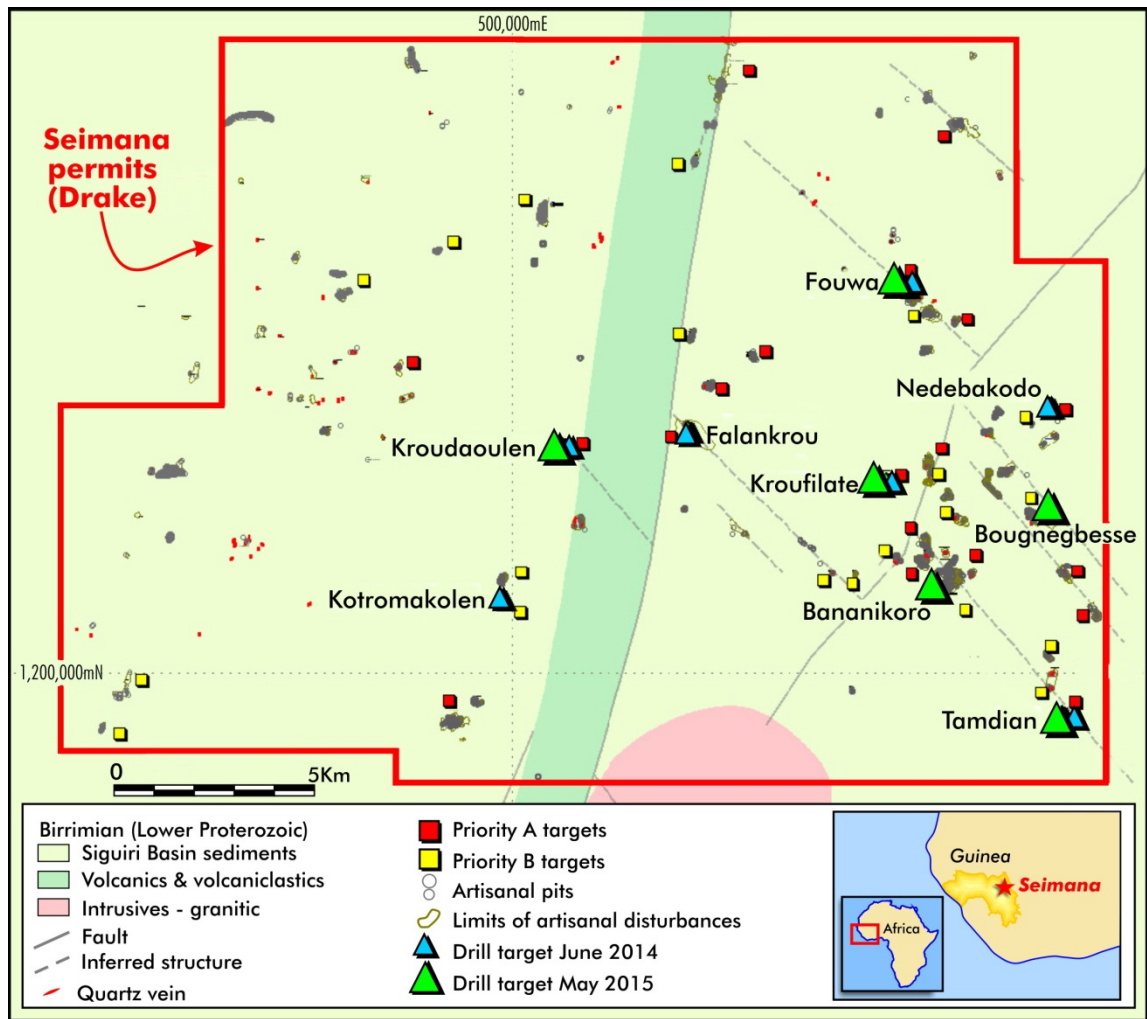 500,000mE
Seimana
permits
(Drake)
Fouwa
Nedebakodo
Kroudaoulen
Falankrou
Kroufilate
Bougnegbesse
Kotromakolen
Bananikoro
1,200,000mN
Tamdian
0 5Km
Birrimian (Lower Proterozoic)
Siguiri Basin sediments
Volcanics & volcaniclastics
Intrusives - granitic
Fault
Inferred structure
Quartz vein
Priority A targets
Priority B targets
Artisanal pits
Limits of artisanal disturbances
Drill target June 2014
Drill target May 2015
Guinea
Seimana
Africa